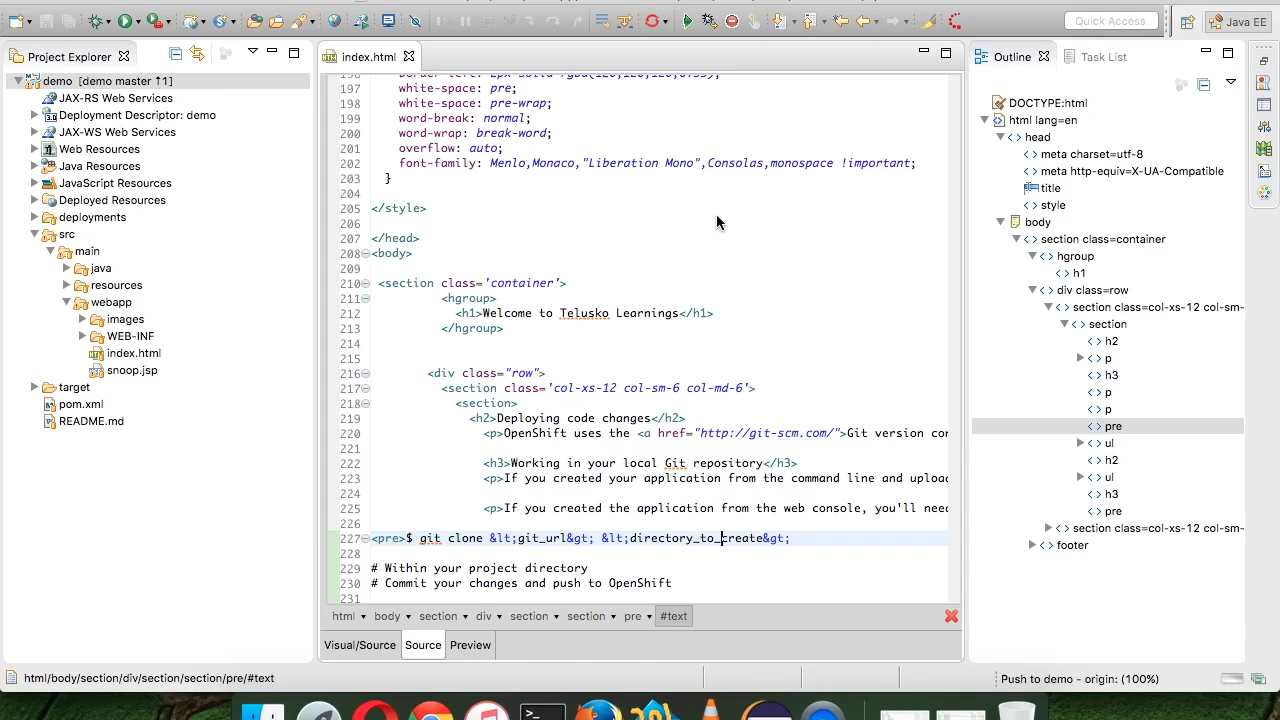 Quick Access
Java EE
Project Explorer
demo [demo master ↑1]
JAX-RS Web Services
Deployment Descriptor: demo
JAX-WS Web Services
Web Resources
Java Resources
JavaScript Resources
Deployed Resources
deployments
src
main
java
resources
webapp
images
WEB-INF
index.html
snoop.jsp
target
pom.xml
README.md
index.html
197 white-space: pre;
198 white-space: pre-wrap;
199 word-break: normal;
200 word-wrap: break-word;
201 overflow: auto;
202 font-family: Menlo,Monaco,"Liberation Mono",Consolas,monospace !important;
203 }
204
205 </style>
206
207 </head>
208 <body>
209
210 <section class='container'>
211 <hgroup>
212 <h1>Welcome to Telusko Learnings</h1>
213 </hgroup>
214
215
216 <div class="row">
217 <section class='col-xs-12 col-sm-6 col-md-6'>
218 <section>
219 <h2>Deploying code changes</h2>
220 <p>OpenShift uses the <a href="http://git-scm.com/">Git version cor
221
222 <h3>Working in your local Git repository</h3>
223 <p>If you created your application from the command line and upload
224
225 <p>If you created the application from the web console, you'll need
226
227 <pre>$ git clone &lt;git_url&gt; &lt;directory_to_create&gt;
228
229 # Within your project directory
230 # Commit your changes and push to OpenShift
231
html body section div section section pre #text
Visual/Source Source Preview
Outline Task List
DOCTYPE:html
html lang=en
head
meta charset=utf-8
meta http-equiv=X-UA-Compatible
title
style
body
section class=container
hgroup
h1
div class=row
section class=col-xs-12 col-sm-
section
h2
p
h3
p
p
pre
ul
h2
ul
h3
pre
section class=col-xs-12 col-sm-
footer
html/body/section/div/section/section/pre/#text
Push to demo - origin: (100%)